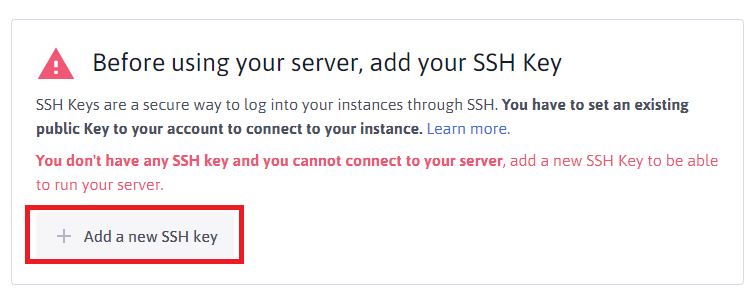 Before using your server, add your SSH Key
SSH Keys are a secure way to log into your instances through SSH. You have to set an existing
public Key to your account to connect to your instance. Learn more.
You don't have any SSH key and you cannot connect to your server, add a new SSH Key to be able
to run your server.
+ Add a new SSH key